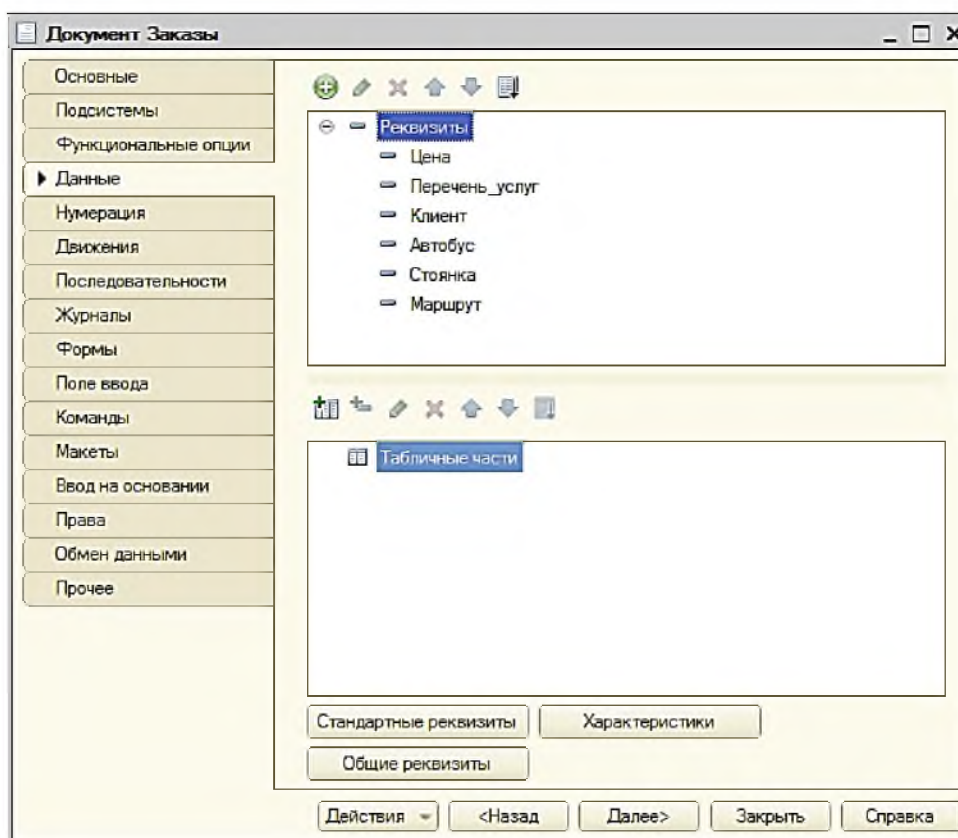 Документ Заказы
Основные
Подсистемы
Функциональные опции
Данные
Нумерация
Движения
Последовательности
Журналы
Формы
Поле ввода
Команды
Макеты
Ввод на основании
Права
Обмен данными
Прочее
Реквизиты
Цена
Перечень_услуг
Клиент
Автобус
Стоянка
Маршрут
Табличные части
Стандартные реквизиты
Характеристики
Общие реквизиты
Действия
<Назад
Далее>
Закрыть
Справка